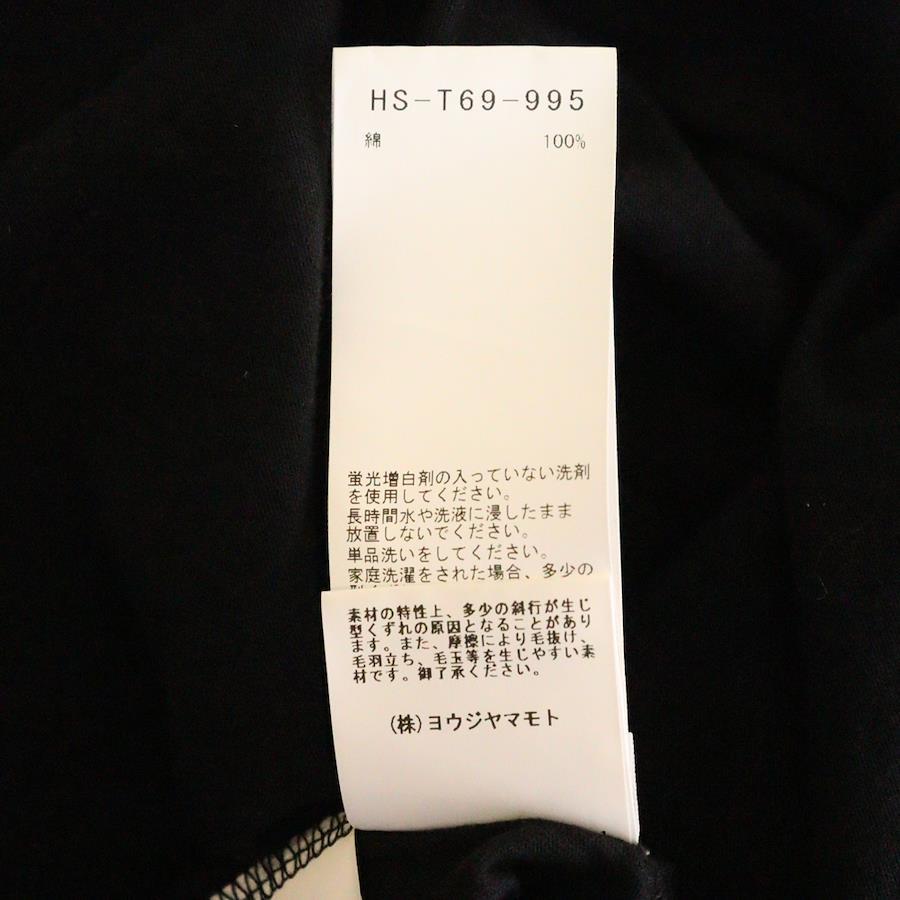 HS-T69-995
綿 100%
蛍光増白剤の入っていない洗剤
を使用してください。
長時間水や洗液に浸したまま
放置しないでください。
単品洗いをしてください。
家庭洗濯をされた場合、多少の
素材の特性上、多少の斜行が生じ
型くずれの原因となることがあり
ます。また、摩擦により毛抜け、
毛羽立ち、毛玉等を生じやすい素
材です。御了承ください。
(株)ヨウジヤマモト